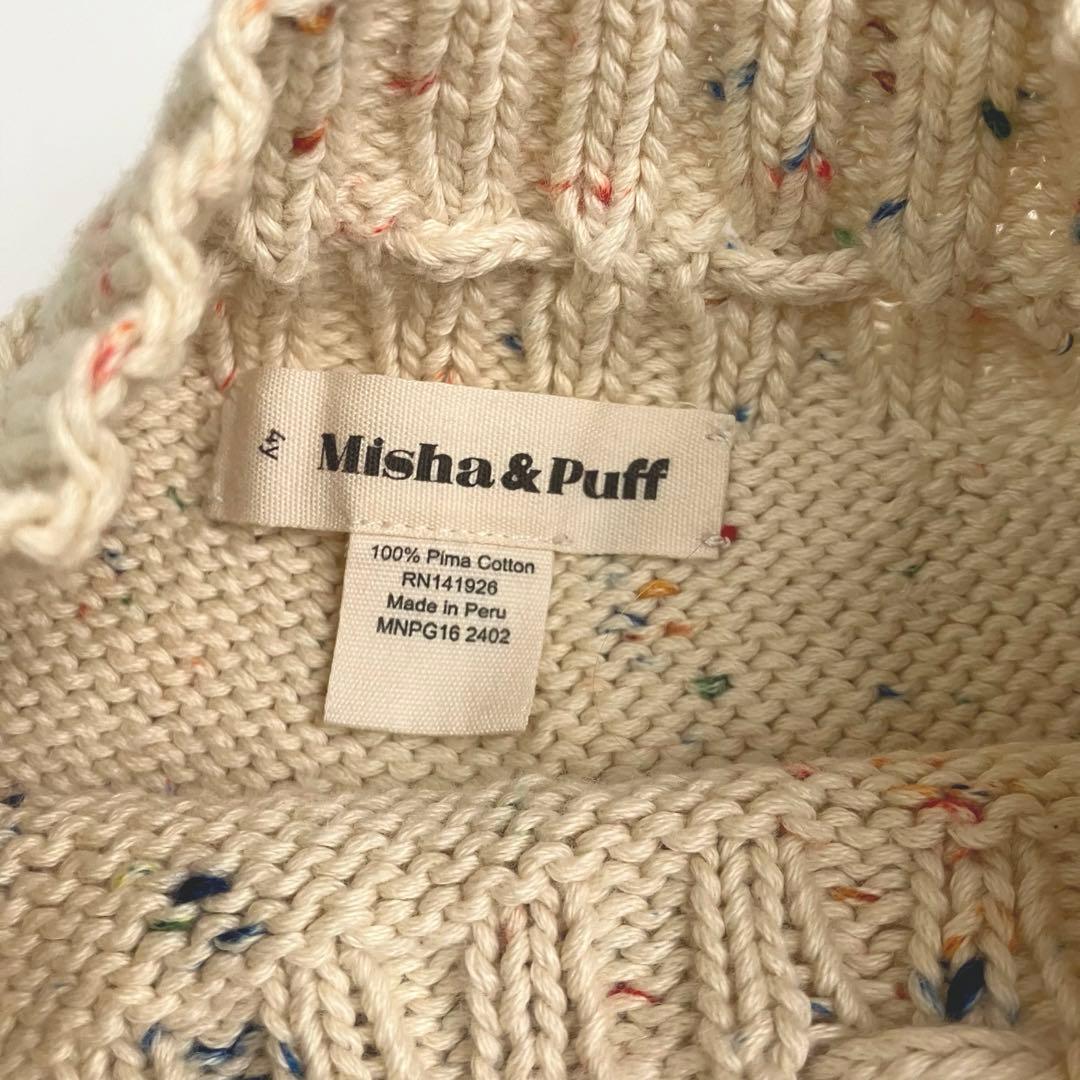 4y
Misha & Puff
100% Pima Cotton
RN141926
Made in Peru
MNPG16 2402